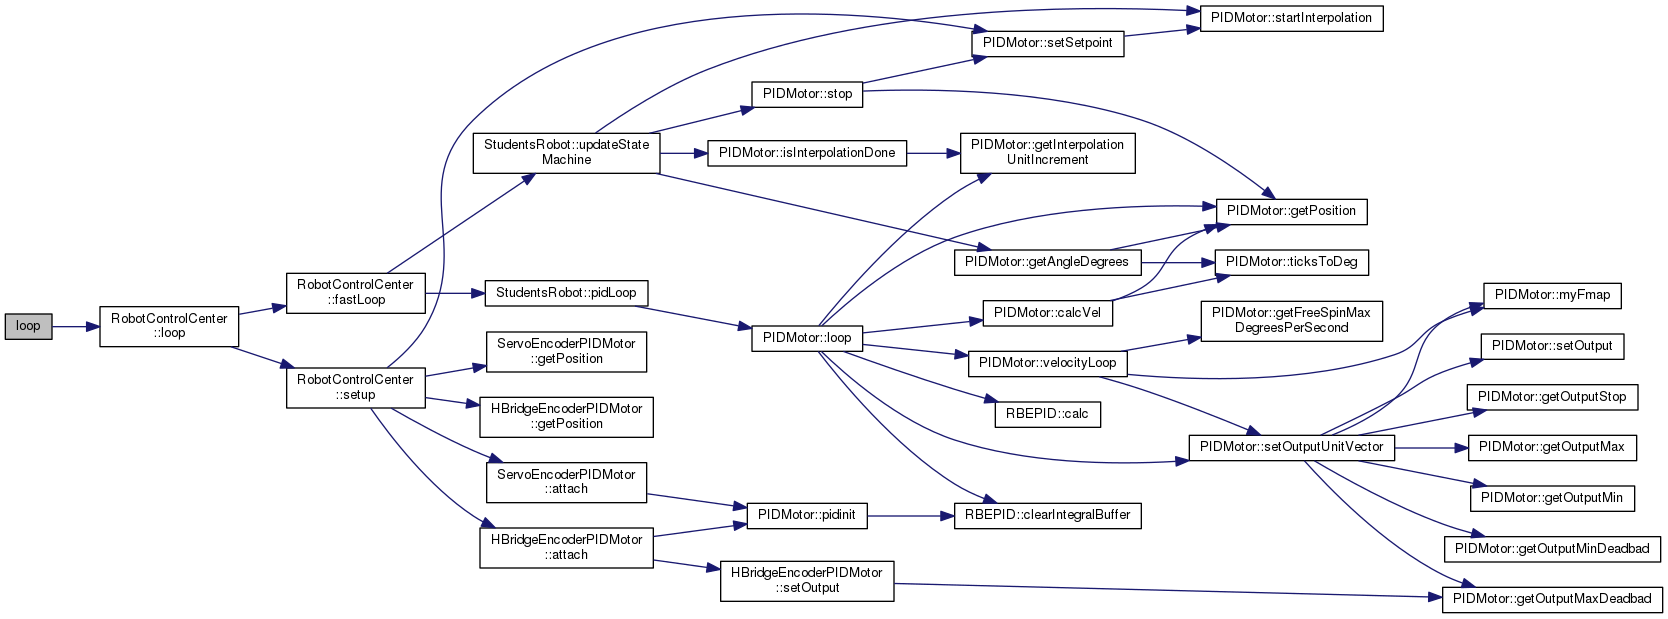 loop
RobotControlCenter
::loop
RobotControlCenter
::fastLoop
RobotControlCenter
::setup
StudentsRobot::updateState
Machine
StudentsRobot::pidLoop
ServoEncoderPIDMotor
::getPosition
HBridgeEncoderPIDMotor
::getPosition
ServoEncoderPIDMotor
::attach
HBridgeEncoderPIDMotor
::attach
PIDMotor::stop
PIDMotor::isInterpolationDone
PIDMotor::loop
PIDMotor::pidinit
HBridgeEncoderPIDMotor
::setOutput
PIDMotor::setSetpoint
PIDMotor::getInterpolation
UnitIncrement
PIDMotor::getAngleDegrees
PIDMotor::calcVel
PIDMotor::velocityLoop
RBEPID::calc
RBEPID::clearIntegralBuffer
PIDMotor::startInterpolation
PIDMotor::getPosition
PIDMotor::ticksToDeg
PIDMotor::getFreeSpinMax
DegreesPerSecond
PIDMotor::setOutputUnitVector
PIDMotor::myFmap
PIDMotor::setOutput
PIDMotor::getOutputStop
PIDMotor::getOutputMax
PIDMotor::getOutputMin
PIDMotor::getOutputMinDeadbad
PIDMotor::getOutputMaxDeadbad